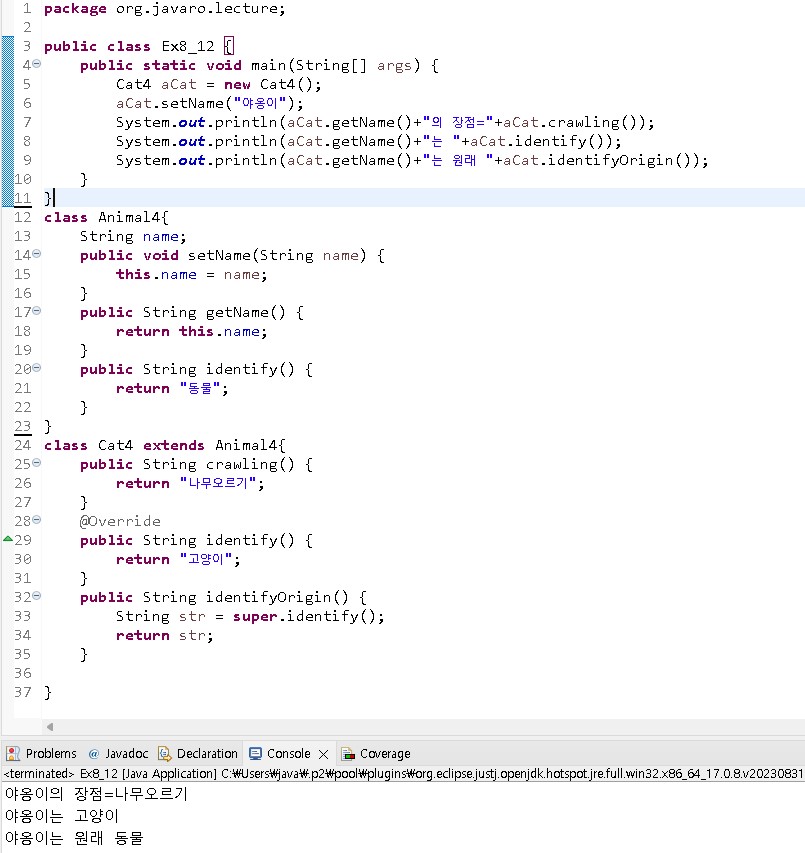 1 package org.javaro.lecture;
2
3 public class Ex8_12 {
4     public static void main(String[] args) {
5         Cat4 aCat = new Cat4();
6         aCat.setName("야옹이");
7         System.out.println(aCat.getName()+"의 장점="+aCat.crawling());
8         System.out.println(aCat.getName()+"는 "+aCat.identify());
9         System.out.println(aCat.getName()+"는 원래 "+aCat.identifyOrigin());
10     }
11 }
12 class Animal4{
13     String name;
14     public void setName(String name) {
15         this.name = name;
16     }
17     public String getName() {
18         return this.name;
19     }
20     public String identify() {
21         return "동물";
22     }
23 }
24 class Cat4 extends Animal4{
25     public String crawling() {
26         return "나무오르기";
27     }
28     @Override
29     public String identify() {
30         return "고양이";
31     }
32     public String identifyOrigin() {
33         String str = super.identify();
34         return str;
35     }
36
37 }
Problems @ Javadoc Declaration Console Coverage
<terminated> Ex8_12 [Java Application] C:₩Users₩java₩.p2₩pool₩plugins₩org.eclipse.justj.openjdk.hotspot.jre.full.win32.x86_64_17.0.8.v20230831
야옹이의 장점=나무오르기
야옹이는 고양이
야옹이는 원래 동물